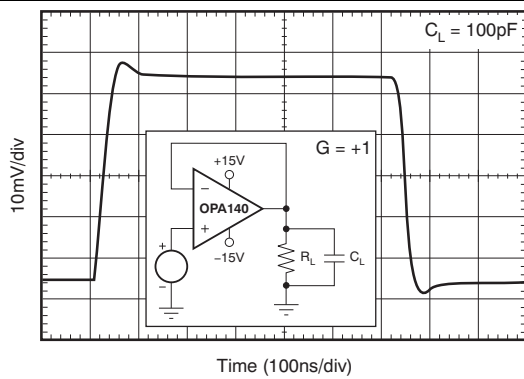 C_L = 100pF
10mV/div
G = +1
+15V
−
OPA140
+
+
−15V
R_L
C_L
−
Time (100ns/div)